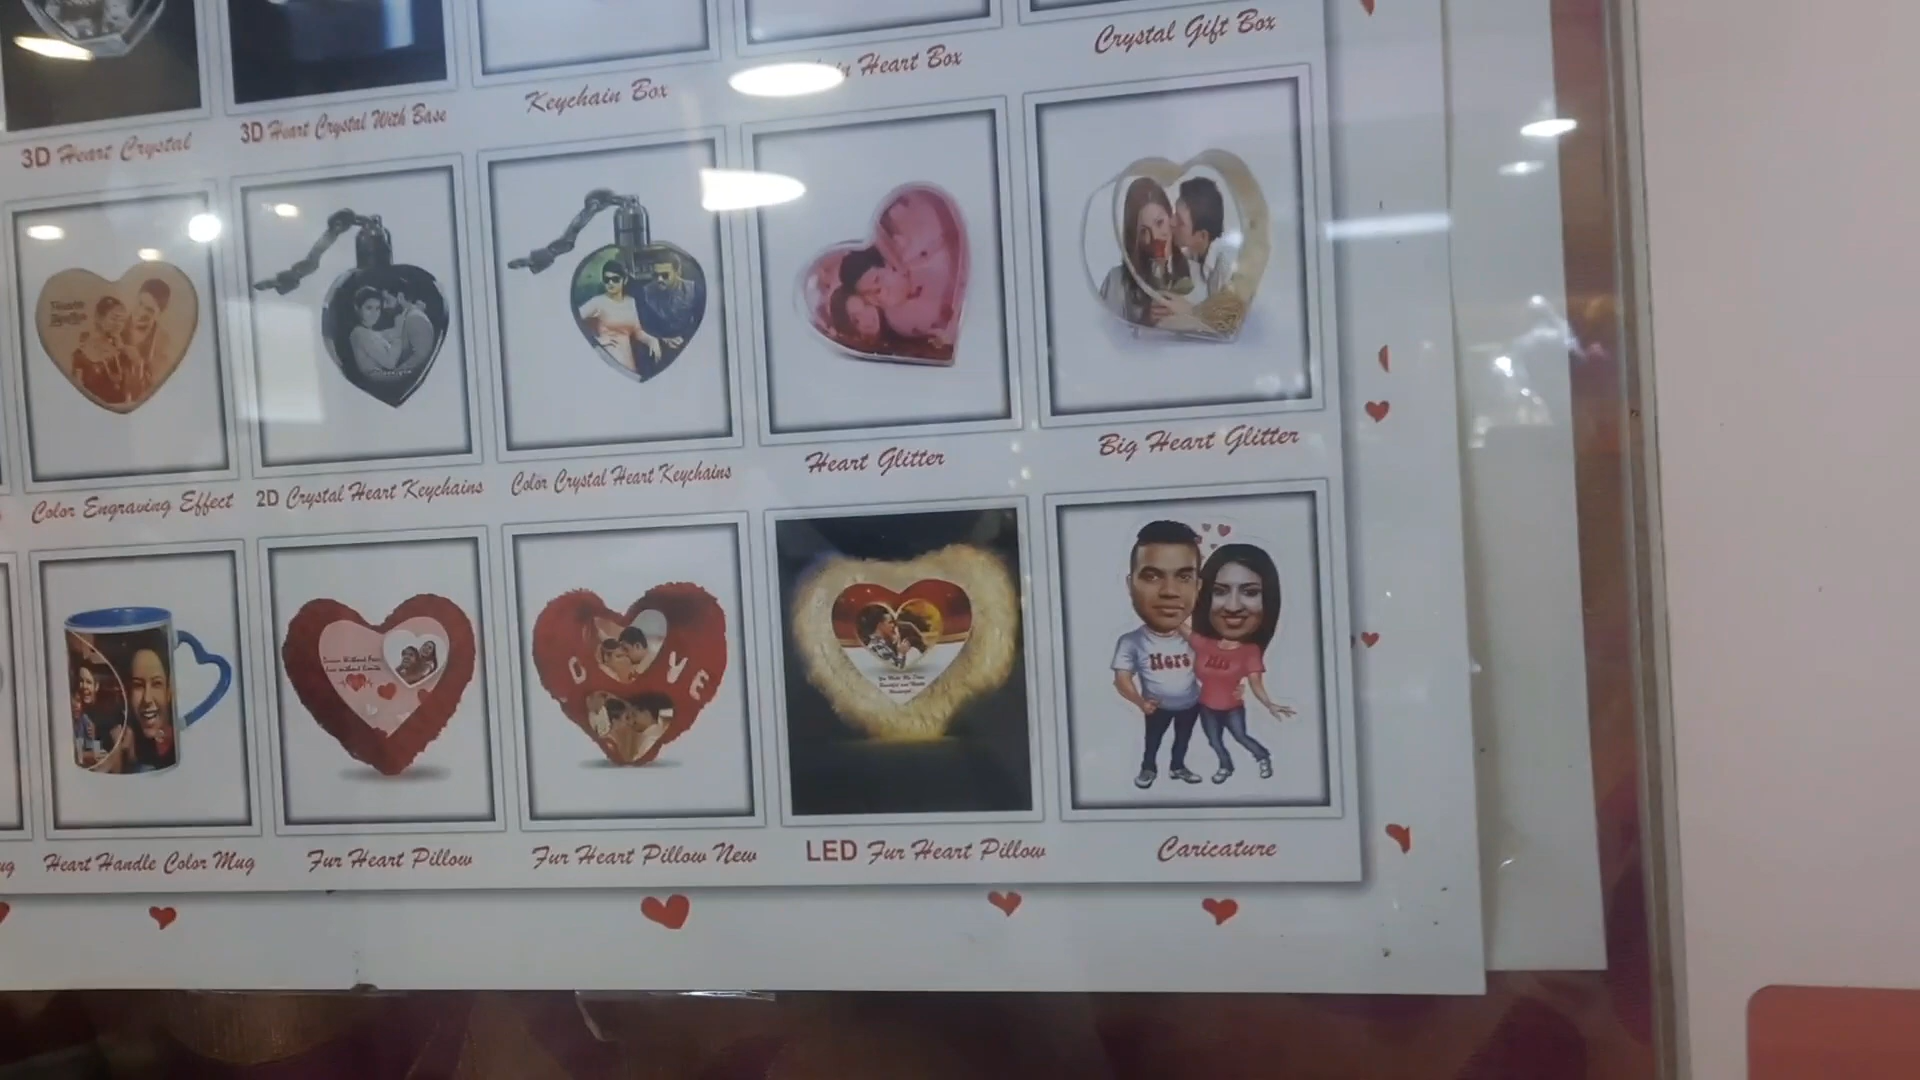 Crystal Gift Box
Heart Box
Keychain Box
3D Heart Crystal With Base
3D Heart Crystal
Color Engraving Effect
2D Crystal Heart Keychains
Color Crystal Heart Keychains
Heart Glitter
Big Heart Glitter
LOVE
Hers
Heart Handle Color Mug
Fur Heart Pillow
Fur Heart Pillow New
LED Fur Heart Pillow
Caricature